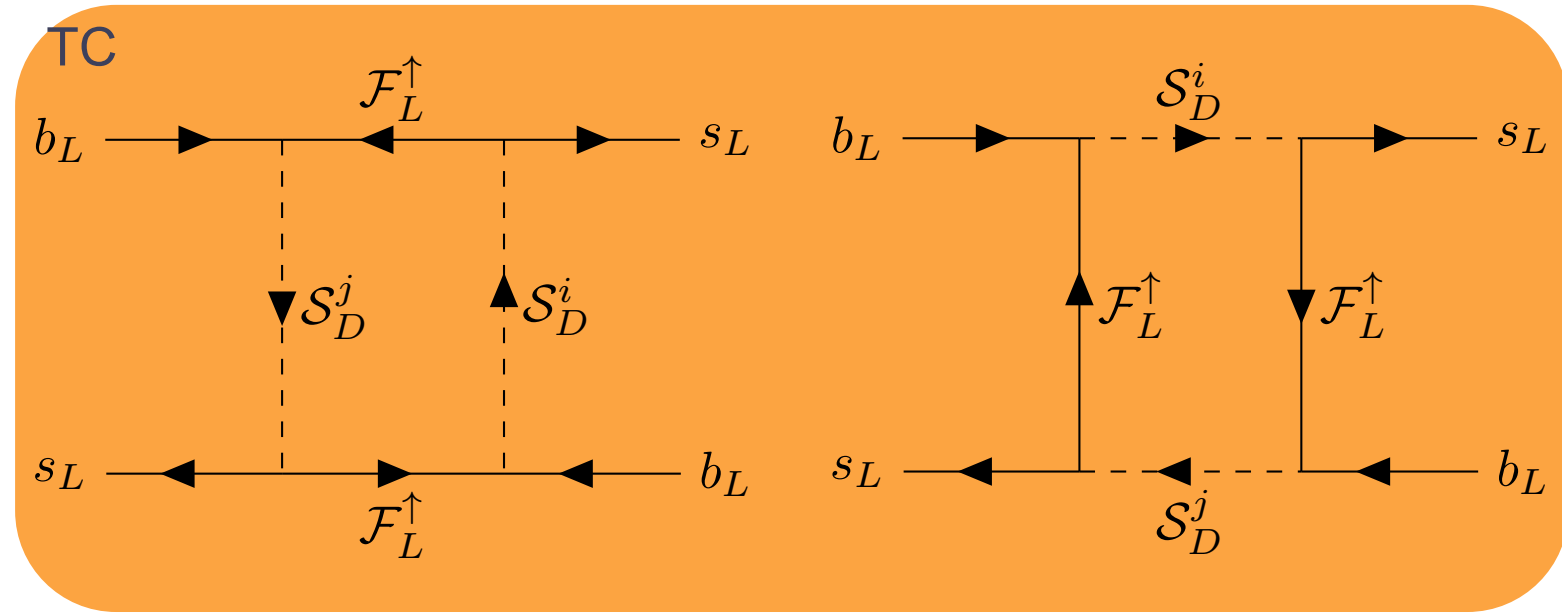 TC
$\mathcal{F}_L^{\uparrow}$
$\mathcal{S}_D^i$
$b_L$ $s_L$ $b_L$ $s_L$
$\mathcal{S}_D^j$ $\mathcal{S}_D^i$ $\mathcal{F}_L^{\uparrow}$ $\mathcal{F}_L^{\uparrow}$
$s_L$ $b_L$ $s_L$ $b_L$
$\mathcal{F}_L^{\uparrow}$ $\mathcal{S}_D^j$